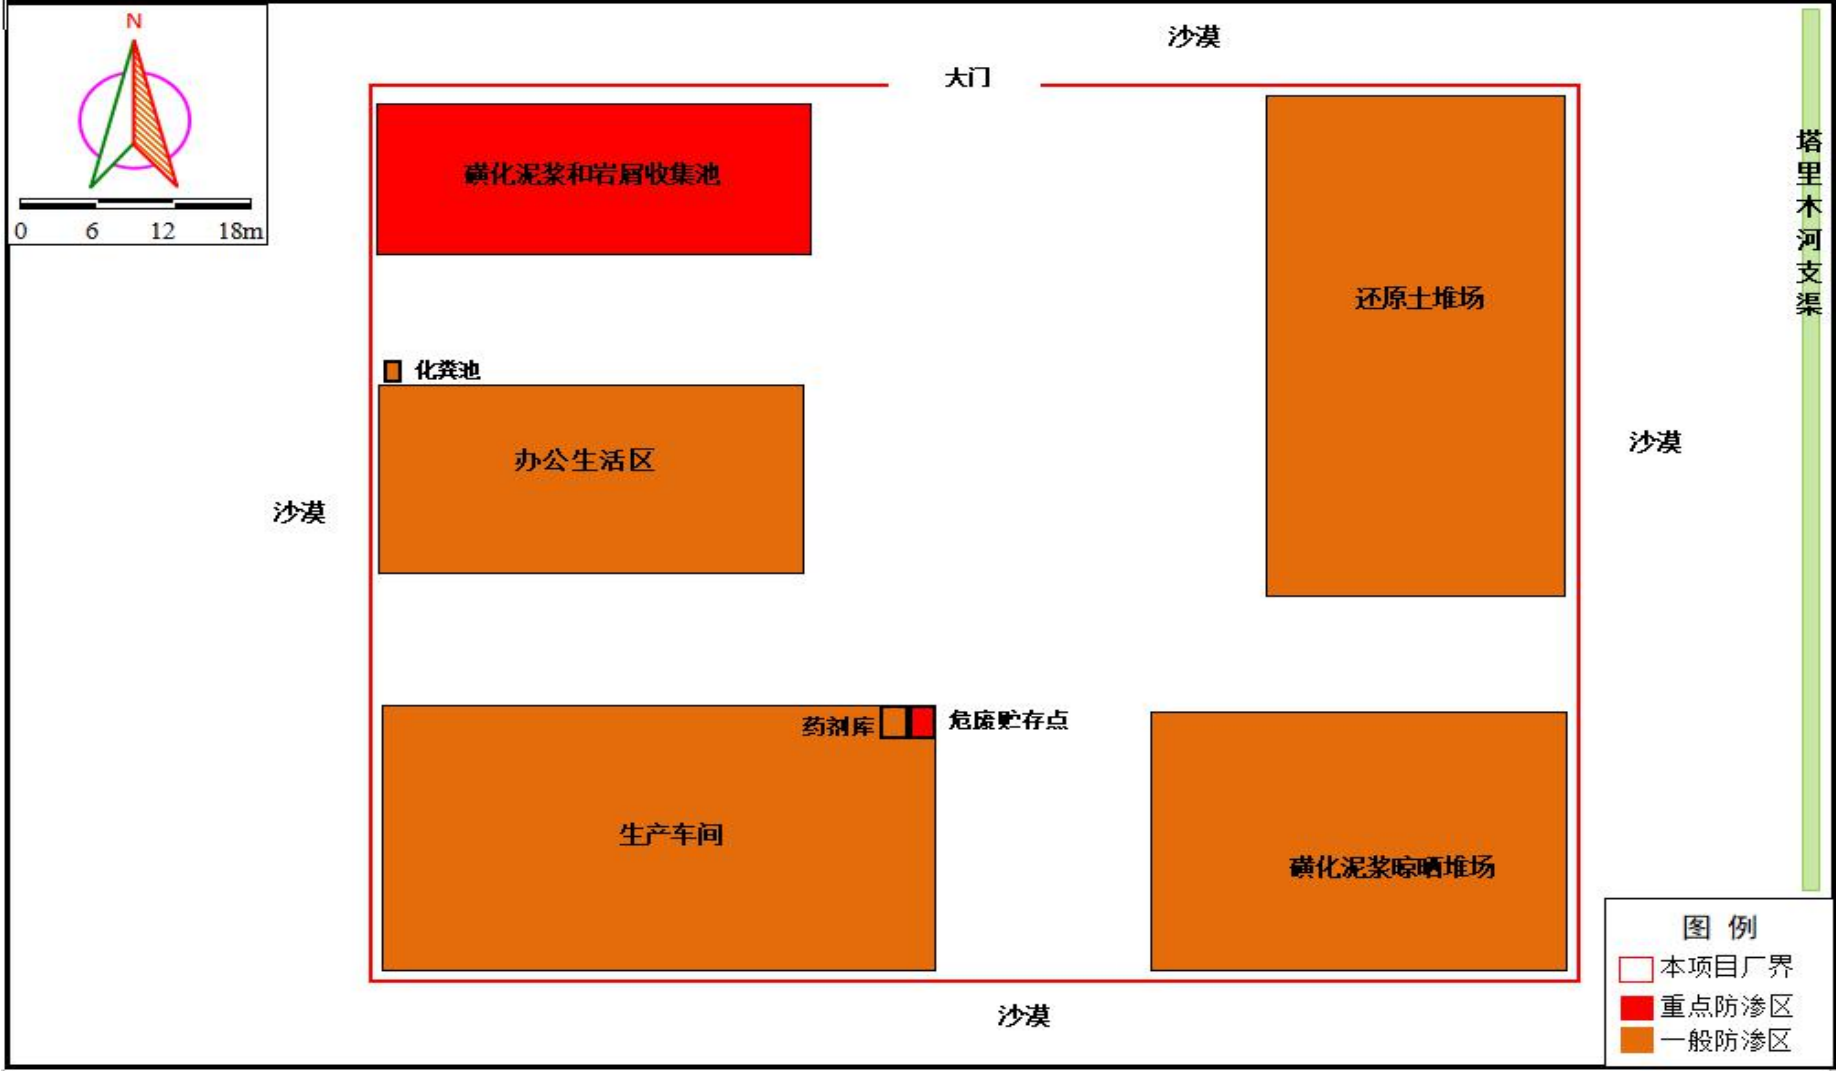 N
0 6 12 18m
沙漠
大门
磺化泥浆和岩屑收集池
还原土堆场
塔里木河支渠
化粪池
办公生活区
沙漠
沙漠
药剂库
危废贮存点
生产车间
磺化泥浆晾晒堆场
沙漠
图 例
本项目厂界
重点防渗区
一般防渗区